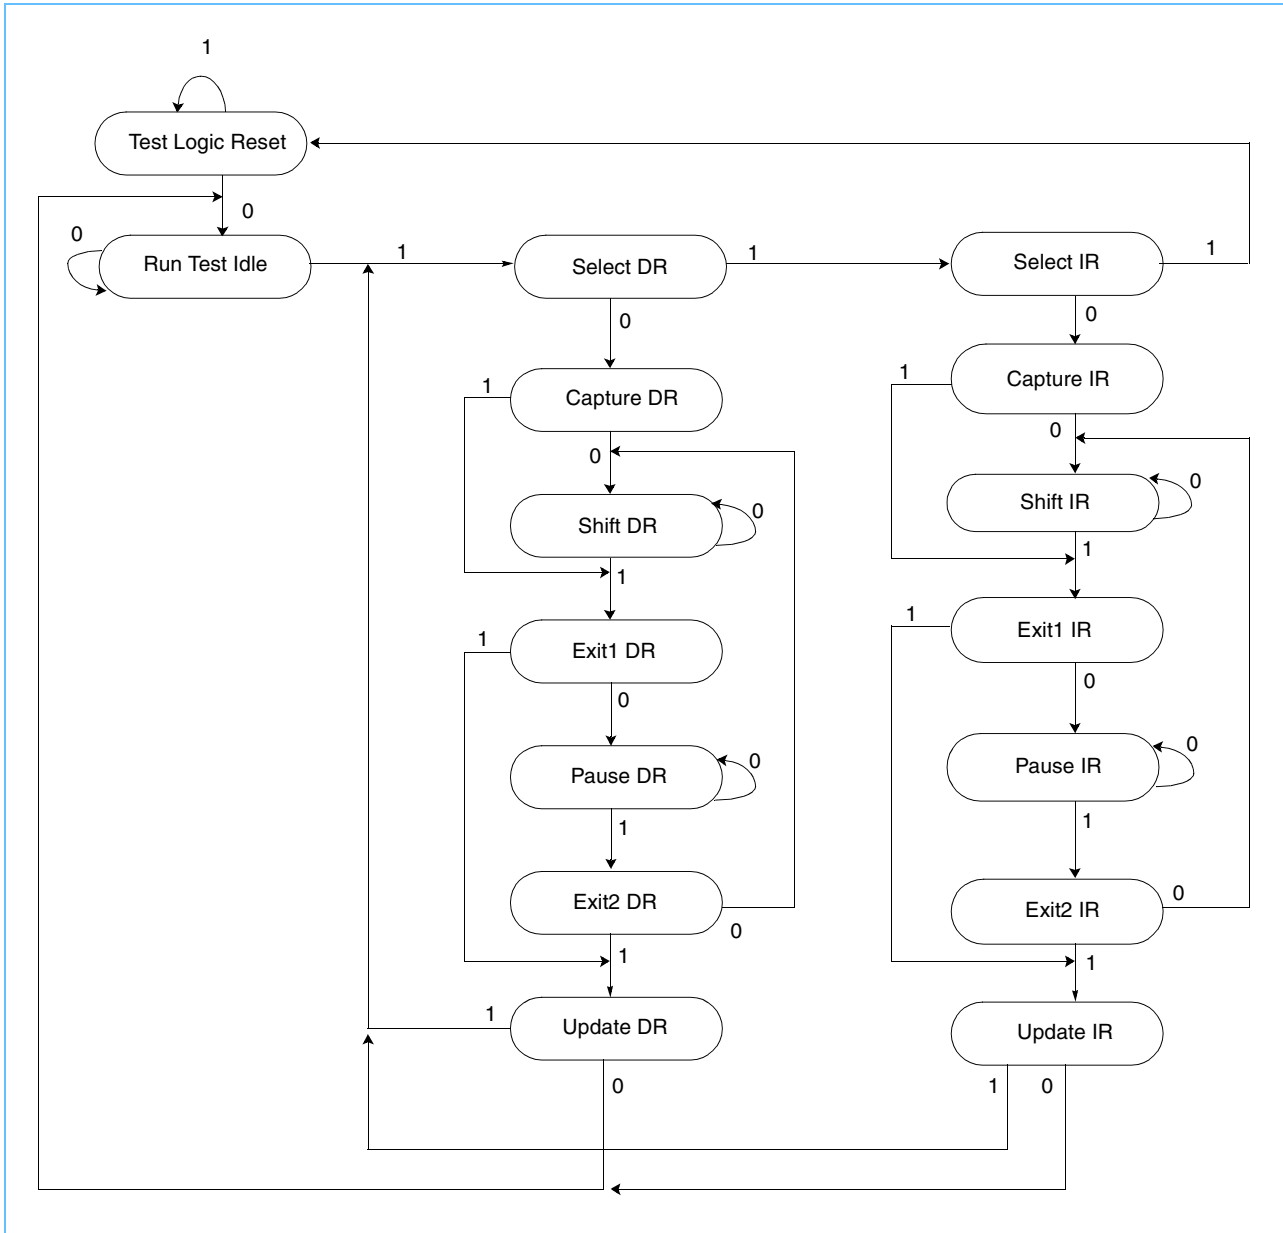 1
Test Logic Reset
0
0
Run Test Idle
1
Select DR
1
Select IR
1
0
0
1
Capture DR
1
Capture IR
0
0
Shift DR
0
Shift IR
0
1
1
1
Exit1 DR
1
Exit1 IR
0
0
Pause DR
0
Pause IR
0
1
1
Exit2 DR
0
Exit2 IR
0
1
1
1
Update DR
Update IR
0
1
0